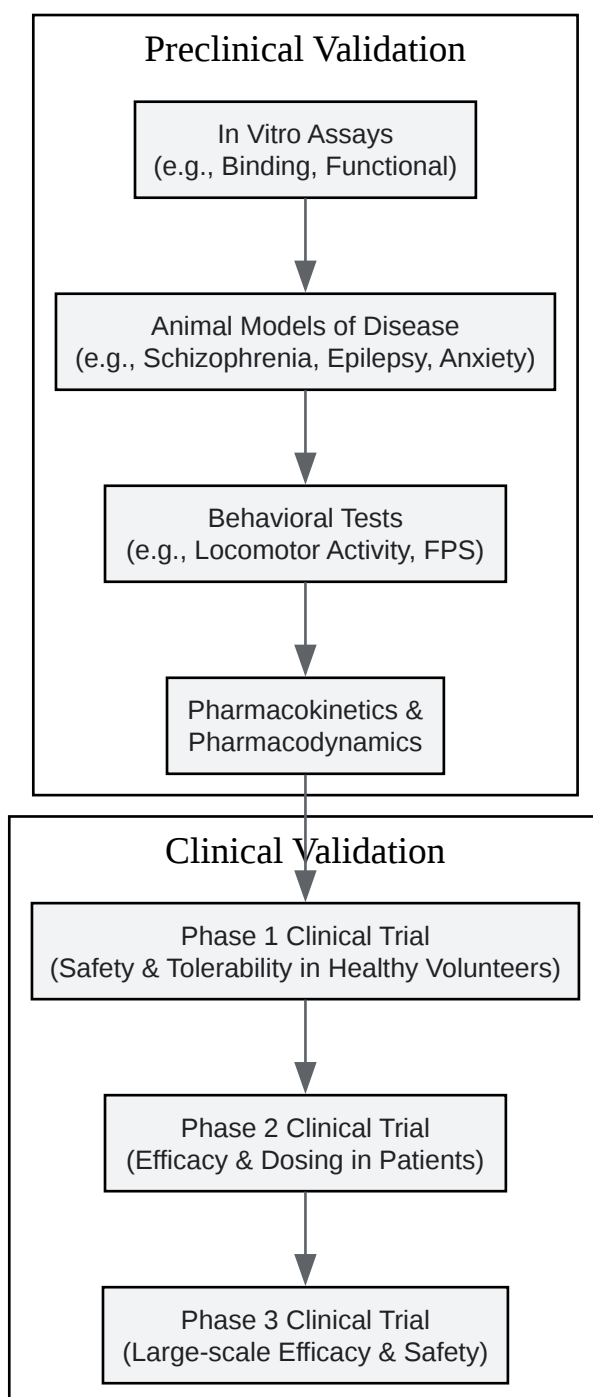 Preclinical Validation
In Vitro Assays
(e.g., Binding, Functional)
Animal Models of Disease
(e.g., Schizophrenia, Epilepsy, Anxiety)
Behavioral Tests
(e.g., Locomotor Activity, FPS)
Pharmacokinetics &
Pharmacodynamics
Clinical Validation
Phase 1 Clinical Trial
(Safety & Tolerability in Healthy Volunteers)
Phase 2 Clinical Trial
(Efficacy & Dosing in Patients)
Phase 3 Clinical Trial
(Large-scale Efficacy & Safety)